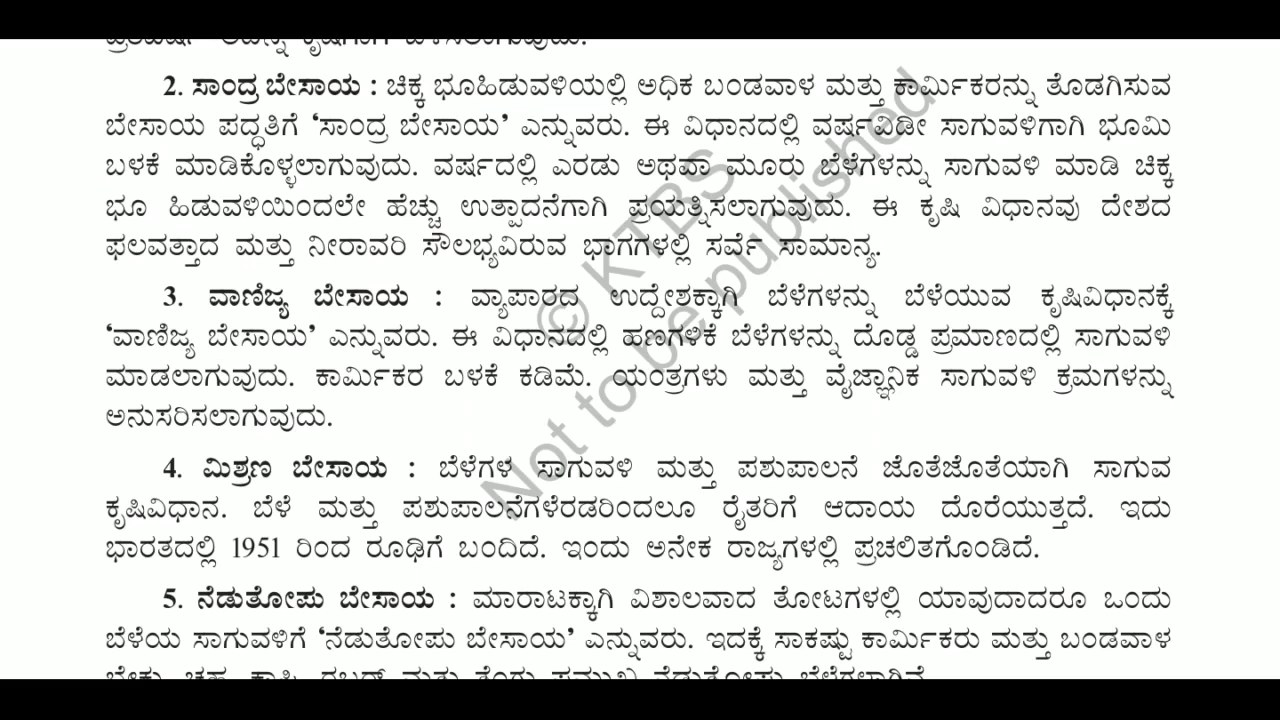 2. ಸಾಂದ್ರ ಬೇಸಾಯ : ಚಿಕ್ಕ ಭೂಹಿಡುವಳಿಯಲ್ಲಿ ಅಧಿಕ ಬಂಡವಾಳ ಮತ್ತು ಕಾರ್ಮಿಕರನ್ನು ತೊಡಗಿಸುವ
ಬೇಸಾಯ ಪದ್ಧತಿಗೆ ‘ಸಾಂದ್ರ ಬೇಸಾಯ’ ಎನ್ನುವರು. ಈ ವಿಧಾನದಲ್ಲಿ ವರ್ಷವಿಡೀ ಸಾಗುವಳಿಗಾಗಿ ಭೂಮಿ
ಬಳಕೆ ಮಾಡಿಕೊಳ್ಳಲಾಗುವುದು. ವರ್ಷದಲ್ಲಿ ಎರಡು ಅಥವಾ ಮೂರು ಬೆಳೆಗಳನ್ನು ಸಾಗುವಳಿ ಮಾಡಿ ಚಿಕ್ಕ
ಭೂ ಹಿಡುವಳಿಯಿಂದಲೇ ಹೆಚ್ಚು ಉತ್ಪಾದನೆಗಾಗಿ ಪ್ರಯತ್ನಿಸಲಾಗುವುದು. ಈ ಕೃಷಿ ವಿಧಾನವು ದೇಶದ
ಫಲವತ್ತಾದ ಮತ್ತು ನೀರಾವರಿ ಸೌಲಭ್ಯವಿರುವ ಭಾಗಗಳಲ್ಲಿ ಸರ್ವೆ ಸಾಮಾನ್ಯ.
3. ವಾಣಿಜ್ಯ ಬೇಸಾಯ : ವ್ಯಾಪಾರದ ಉದ್ದೇಶಕ್ಕಾಗಿ ಬೆಳೆಗಳನ್ನು ಬೆಳೆಯುವ ಕೃಷಿವಿಧಾನಕ್ಕೆ
‘ವಾಣಿಜ್ಯ ಬೇಸಾಯ’ ಎನ್ನುವರು. ಈ ವಿಧಾನದಲ್ಲಿ ಹಣಗಳಿಕೆ ಬೆಳೆಗಳನ್ನು ದೊಡ್ಡ ಪ್ರಮಾಣದಲ್ಲಿ ಸಾಗುವಳಿ
ಮಾಡಲಾಗುವುದು. ಕಾರ್ಮಿಕರ ಬಳಕೆ ಕಡಿಮೆ. ಯಂತ್ರಗಳು ಮತ್ತು ವೈಜ್ಞಾನಿಕ ಸಾಗುವಳಿ ಕ್ರಮಗಳನ್ನು
ಅನುಸರಿಸಲಾಗುವುದು.
4. ಮಿಶ್ರಣ ಬೇಸಾಯ : ಬೆಳೆಗಳ ಸಾಗುವಳಿ ಮತ್ತು ಪಶುಪಾಲನೆ ಜೊತೆಜೊತೆಯಾಗಿ ಸಾಗುವ
ಕೃಷಿವಿಧಾನ. ಬೆಳೆ ಮತ್ತು ಪಶುಪಾಲನೆಗಳೆರಡರಿಂದಲೂ ರೈತರಿಗೆ ಆದಾಯ ದೊರೆಯುತ್ತದೆ. ಇದು
ಭಾರತದಲ್ಲಿ 1951 ರಿಂದ ರೂಢಿಗೆ ಬಂದಿದೆ. ಇಂದು ಅನೇಕ ರಾಜ್ಯಗಳಲ್ಲಿ ಪ್ರಚಲಿತಗೊಂಡಿದೆ.
5. ನೆಡುತೋಪು ಬೇಸಾಯ : ಮಾರಾಟಕ್ಕಾಗಿ ವಿಶಾಲವಾದ ತೋಟಗಳಲ್ಲಿ ಯಾವುದಾದರೂ ಒಂದು
ಬೆಳೆಯ ಸಾಗುವಳಿಗೆ ‘ನೆಡುತೋಪು ಬೇಸಾಯ’ ಎನ್ನುವರು. ಇದಕ್ಕೆ ಸಾಕಷ್ಟು ಕಾರ್ಮಿಕರು ಮತ್ತು ಬಂಡವಾಳ
© KTBS
Not to be published